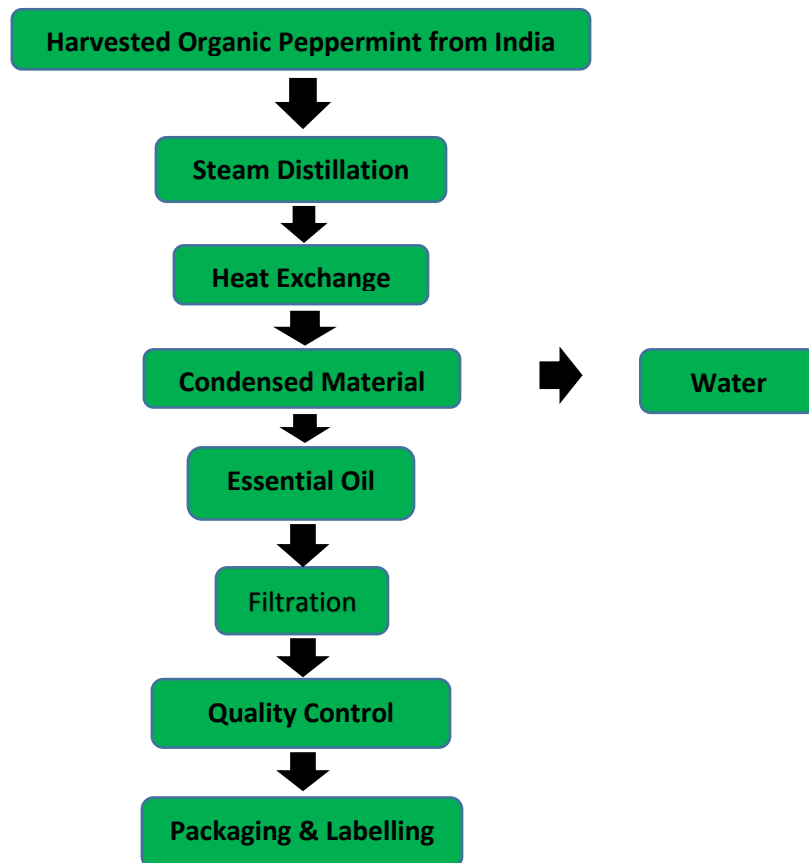 Harvested Organic Peppermint from India
Steam Distillation
Heat Exchange
Condensed Material
Water
Essential Oil
Filtration
Quality Control
Packaging & Labelling